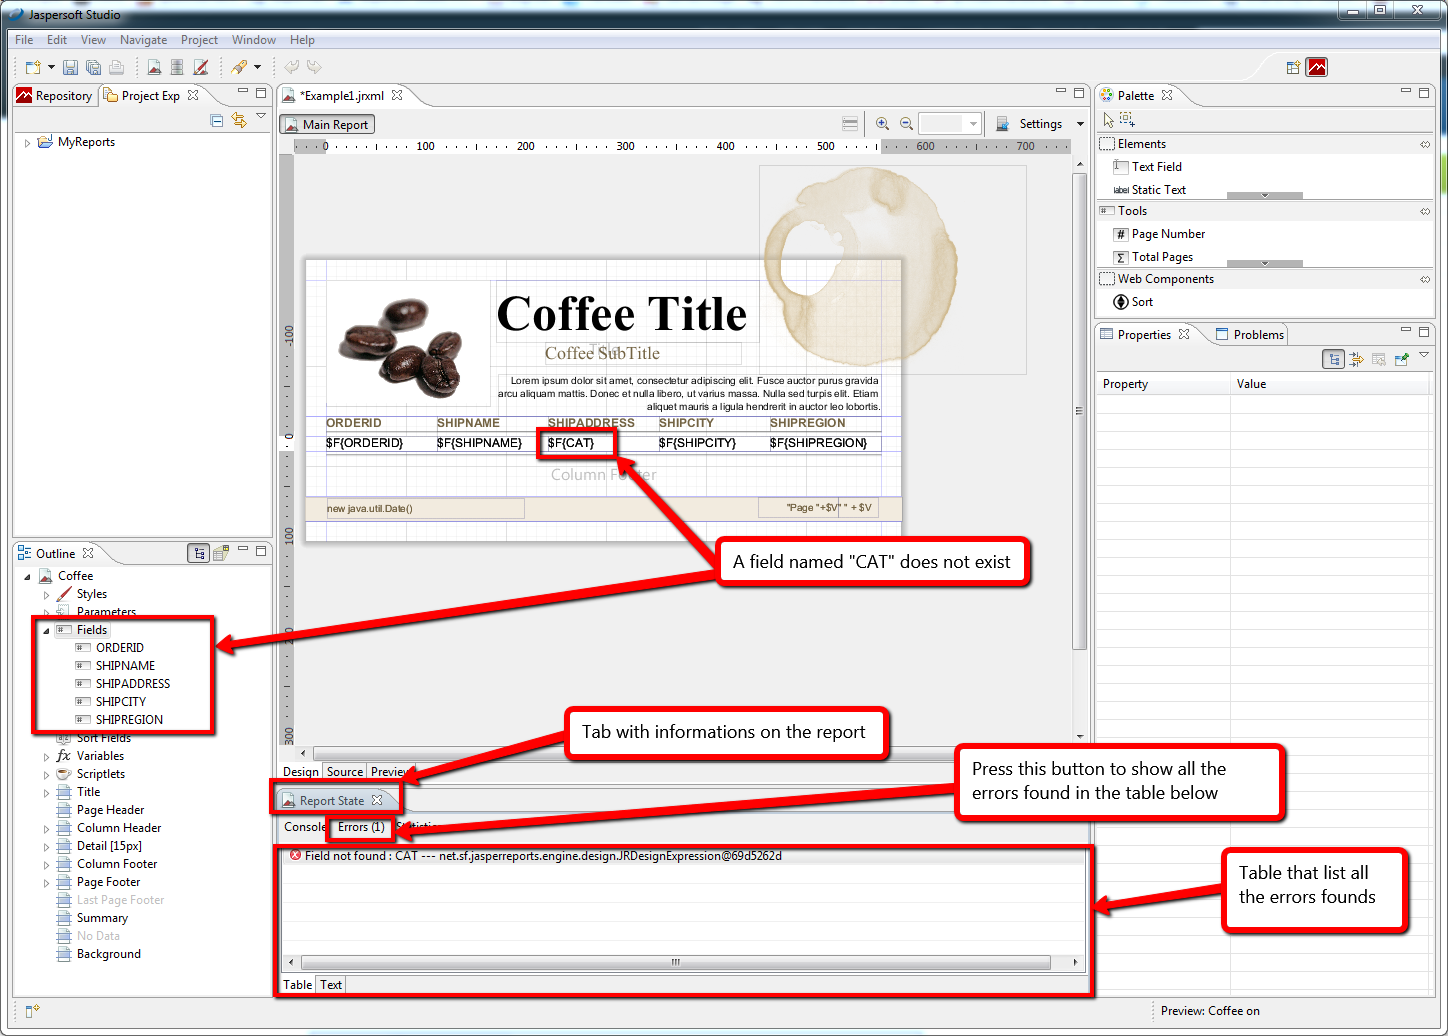 Jaspersoft Studio
File Edit View Navigate Project Window Help
Repository Project Exp
MyReports
*Example1.jrxml
Main Report
Settings
0 100 200 300 400 500 600 700
-100
0
100
200
300
Coffee Title
Title
Coffee SubTitle
Lorem ipsum dolor sit amet, consectetur adipiscing elit. Fusce auctor purus gravida
arcu aliquam mattis. Donec et nulla libero, ut varius massa. Nulla sed turpis elit. Etiam
aliquet mauris a ligula hendrerit in auctor leo lobortis.
ORDERID SHIPNAME SHIPADDRESS SHIPCITY SHIPREGION
$F{ORDERID} $F{SHIPNAME} $F{CAT} $F{SHIPCITY} $F{SHIPREGION}
Column Footer
new java.util.Date() "Page "+$V" " + $V
A field named "CAT" does not exist
Palette
Elements
Text Field
label Static Text
Tools
# Page Number
Σ Total Pages
Web Components
Sort
Properties Problems
Property Value
Outline
Coffee
Styles
Parameters
Fields
ORDERID
SHIPNAME
SHIPADDRESS
SHIPCITY
SHIPREGION
Sort Fields
fx Variables
Scriptlets
Title
Page Header
Column Header
Detail [15px]
Column Footer
Page Footer
Last Page Footer
Summary
No Data
Background
Tab with informations on the report
Design Source Preview
Press this button to show all the
errors found in the table below
Report State
Console Errors (1) Statistics
Field not found : CAT --- net.sf.jasperreports.engine.design.JRDesignExpression@69d5262d
Table that list all
the errors founds
Table Text
Preview: Coffee on